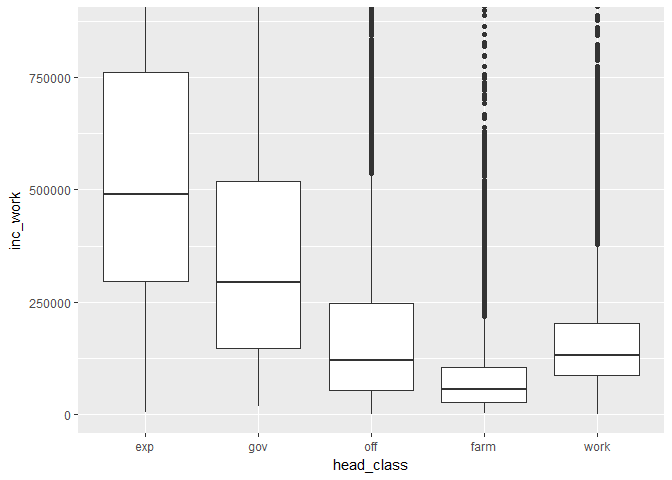 750000
500000
250000
0
inc_work
exp gov off farm work
head_class